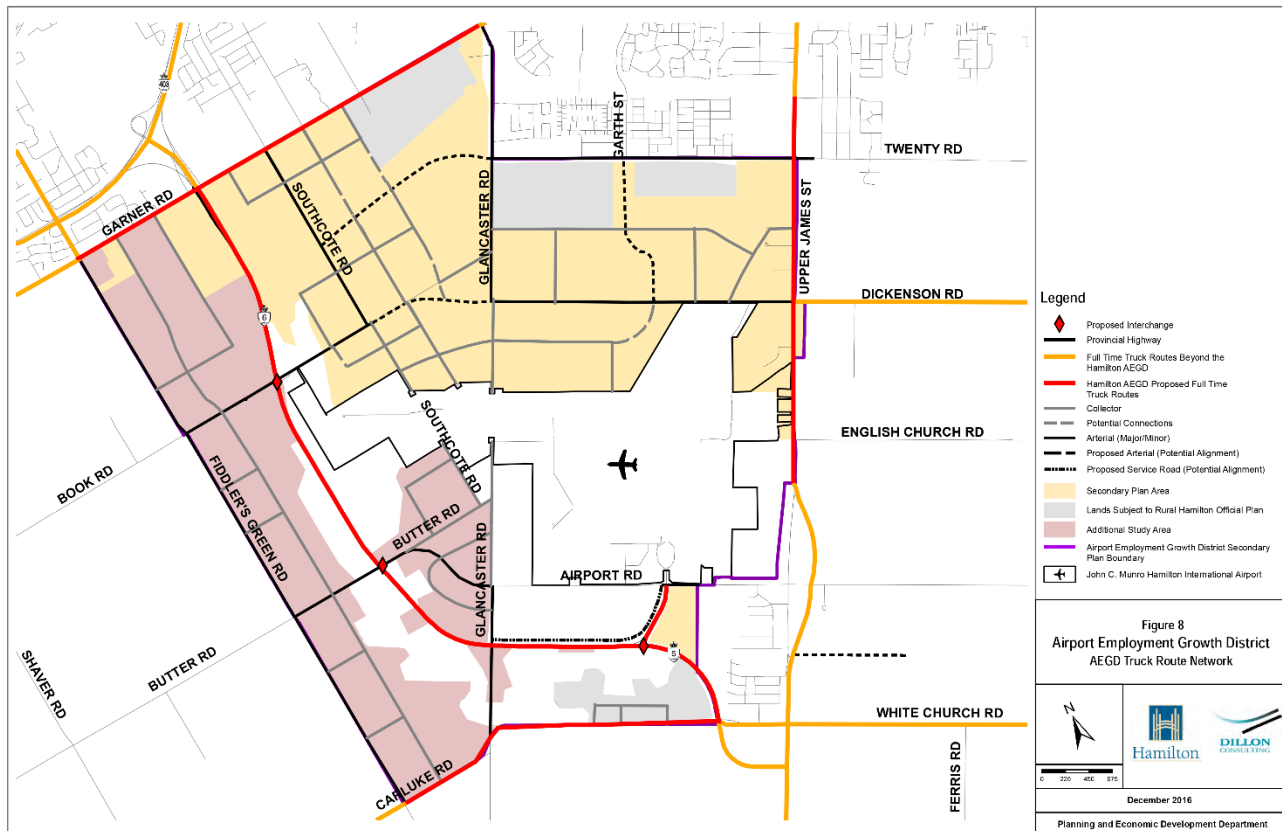 403
GARTH ST
TWENTY RD
GARNER RD
SOUTHCOTE RD
GLANCASTER RD
UPPER JAMES ST
DICKENSON RD
6
SOUTHCOTE RD
ENGLISH CHURCH RD
BOOK RD
FIDDLER'S GREEN RD
BUTTER RD
GLANCASTER RD
AIRPORT RD
BUTTER RD
SHAVER RD
WHITE CHURCH RD
CARLUKE RD
FERRIS RD
Legend
Proposed Interchange
Provincial Highway
Full Time Truck Routes Beyond the
Hamilton AEGD
Hamilton AEGD Proposed Full Time
Truck Routes
Collector
Potential Connections
Arterial (Major/Minor)
Proposed Arterial (Potential Alignment)
Proposed Service Road (Potential Alignment)
Secondary Plan Area
Lands Subject to Rural Hamilton Official Plan
Additional Study Area
Airport Employment Growth District Secondary
Plan Boundary
John C. Munro Hamilton International Airport
Figure 8
Airport Employment Growth District
AEGD Truck Route Network
N
Hamilton
DILLON
CONSULTING
0 225 450 875
December 2016
Planning and Economic Development Department